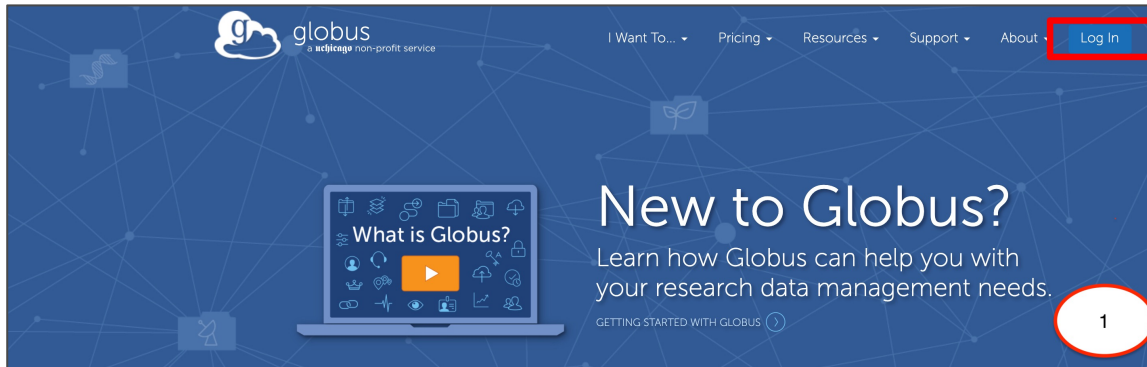 globus
a uchicago non-profit service
I Want To... Pricing Resources Support About Log In
What is Globus?
New to Globus?
Learn how Globus can help you with
your research data management needs.
GETTING STARTED WITH GLOBUS
1